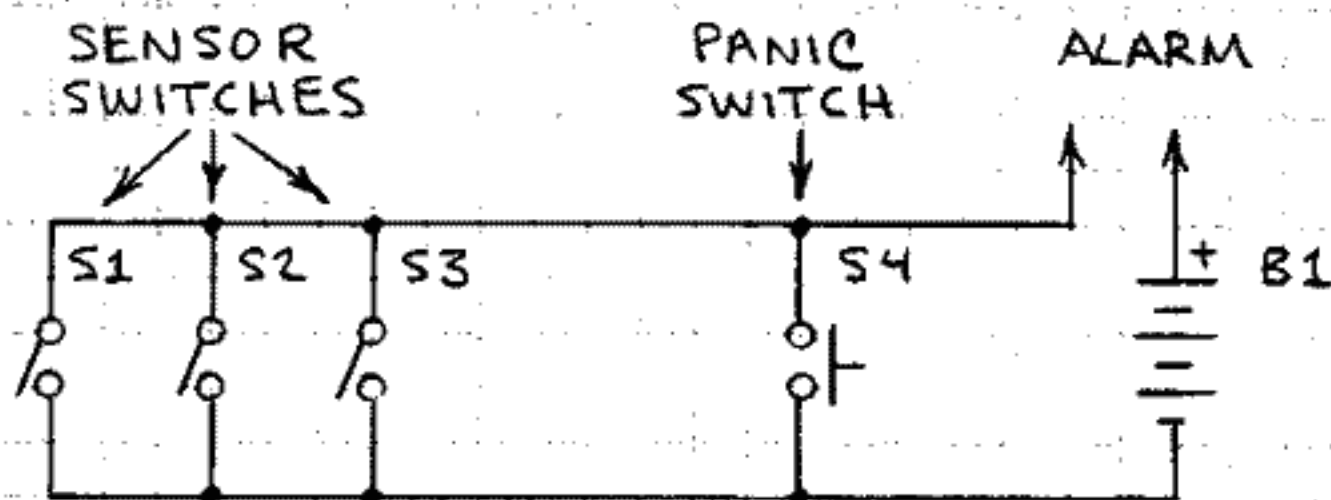 SENSOR
SWITCHES
PANIC
SWITCH
ALARM
S1
S2
S3
S4
+
B1